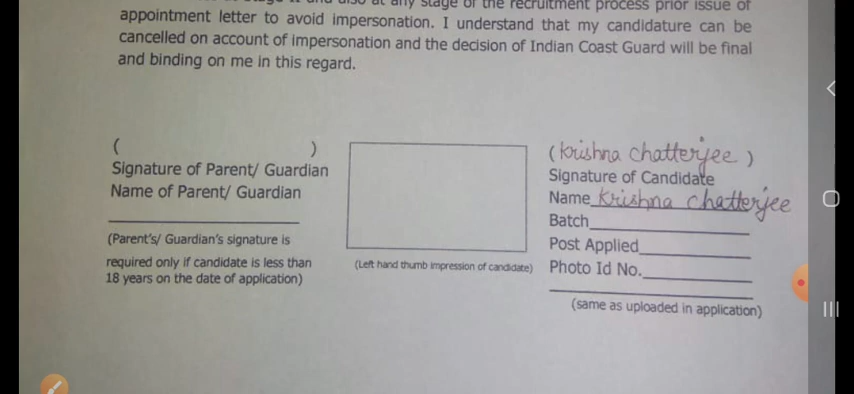 of the recruitment process prior issue of
appointment letter to avoid impersonation. I understand that my candidature can be
cancelled on account of impersonation and the decision of Indian Coast Guard will be final
and binding on me in this regard.
( )
Signature of Parent/ Guardian
Name of Parent/ Guardian
(Parent's/ Guardian's signature is
required only if candidate is less than
18 years on the date of application)
(Left hand thumb impression of candidate)
(Krishna Chatterjee)
Signature of Candidate
Name Krishna Chatterjee
Batch
Post Applied
Photo Id No.
(same as uploaded in application)